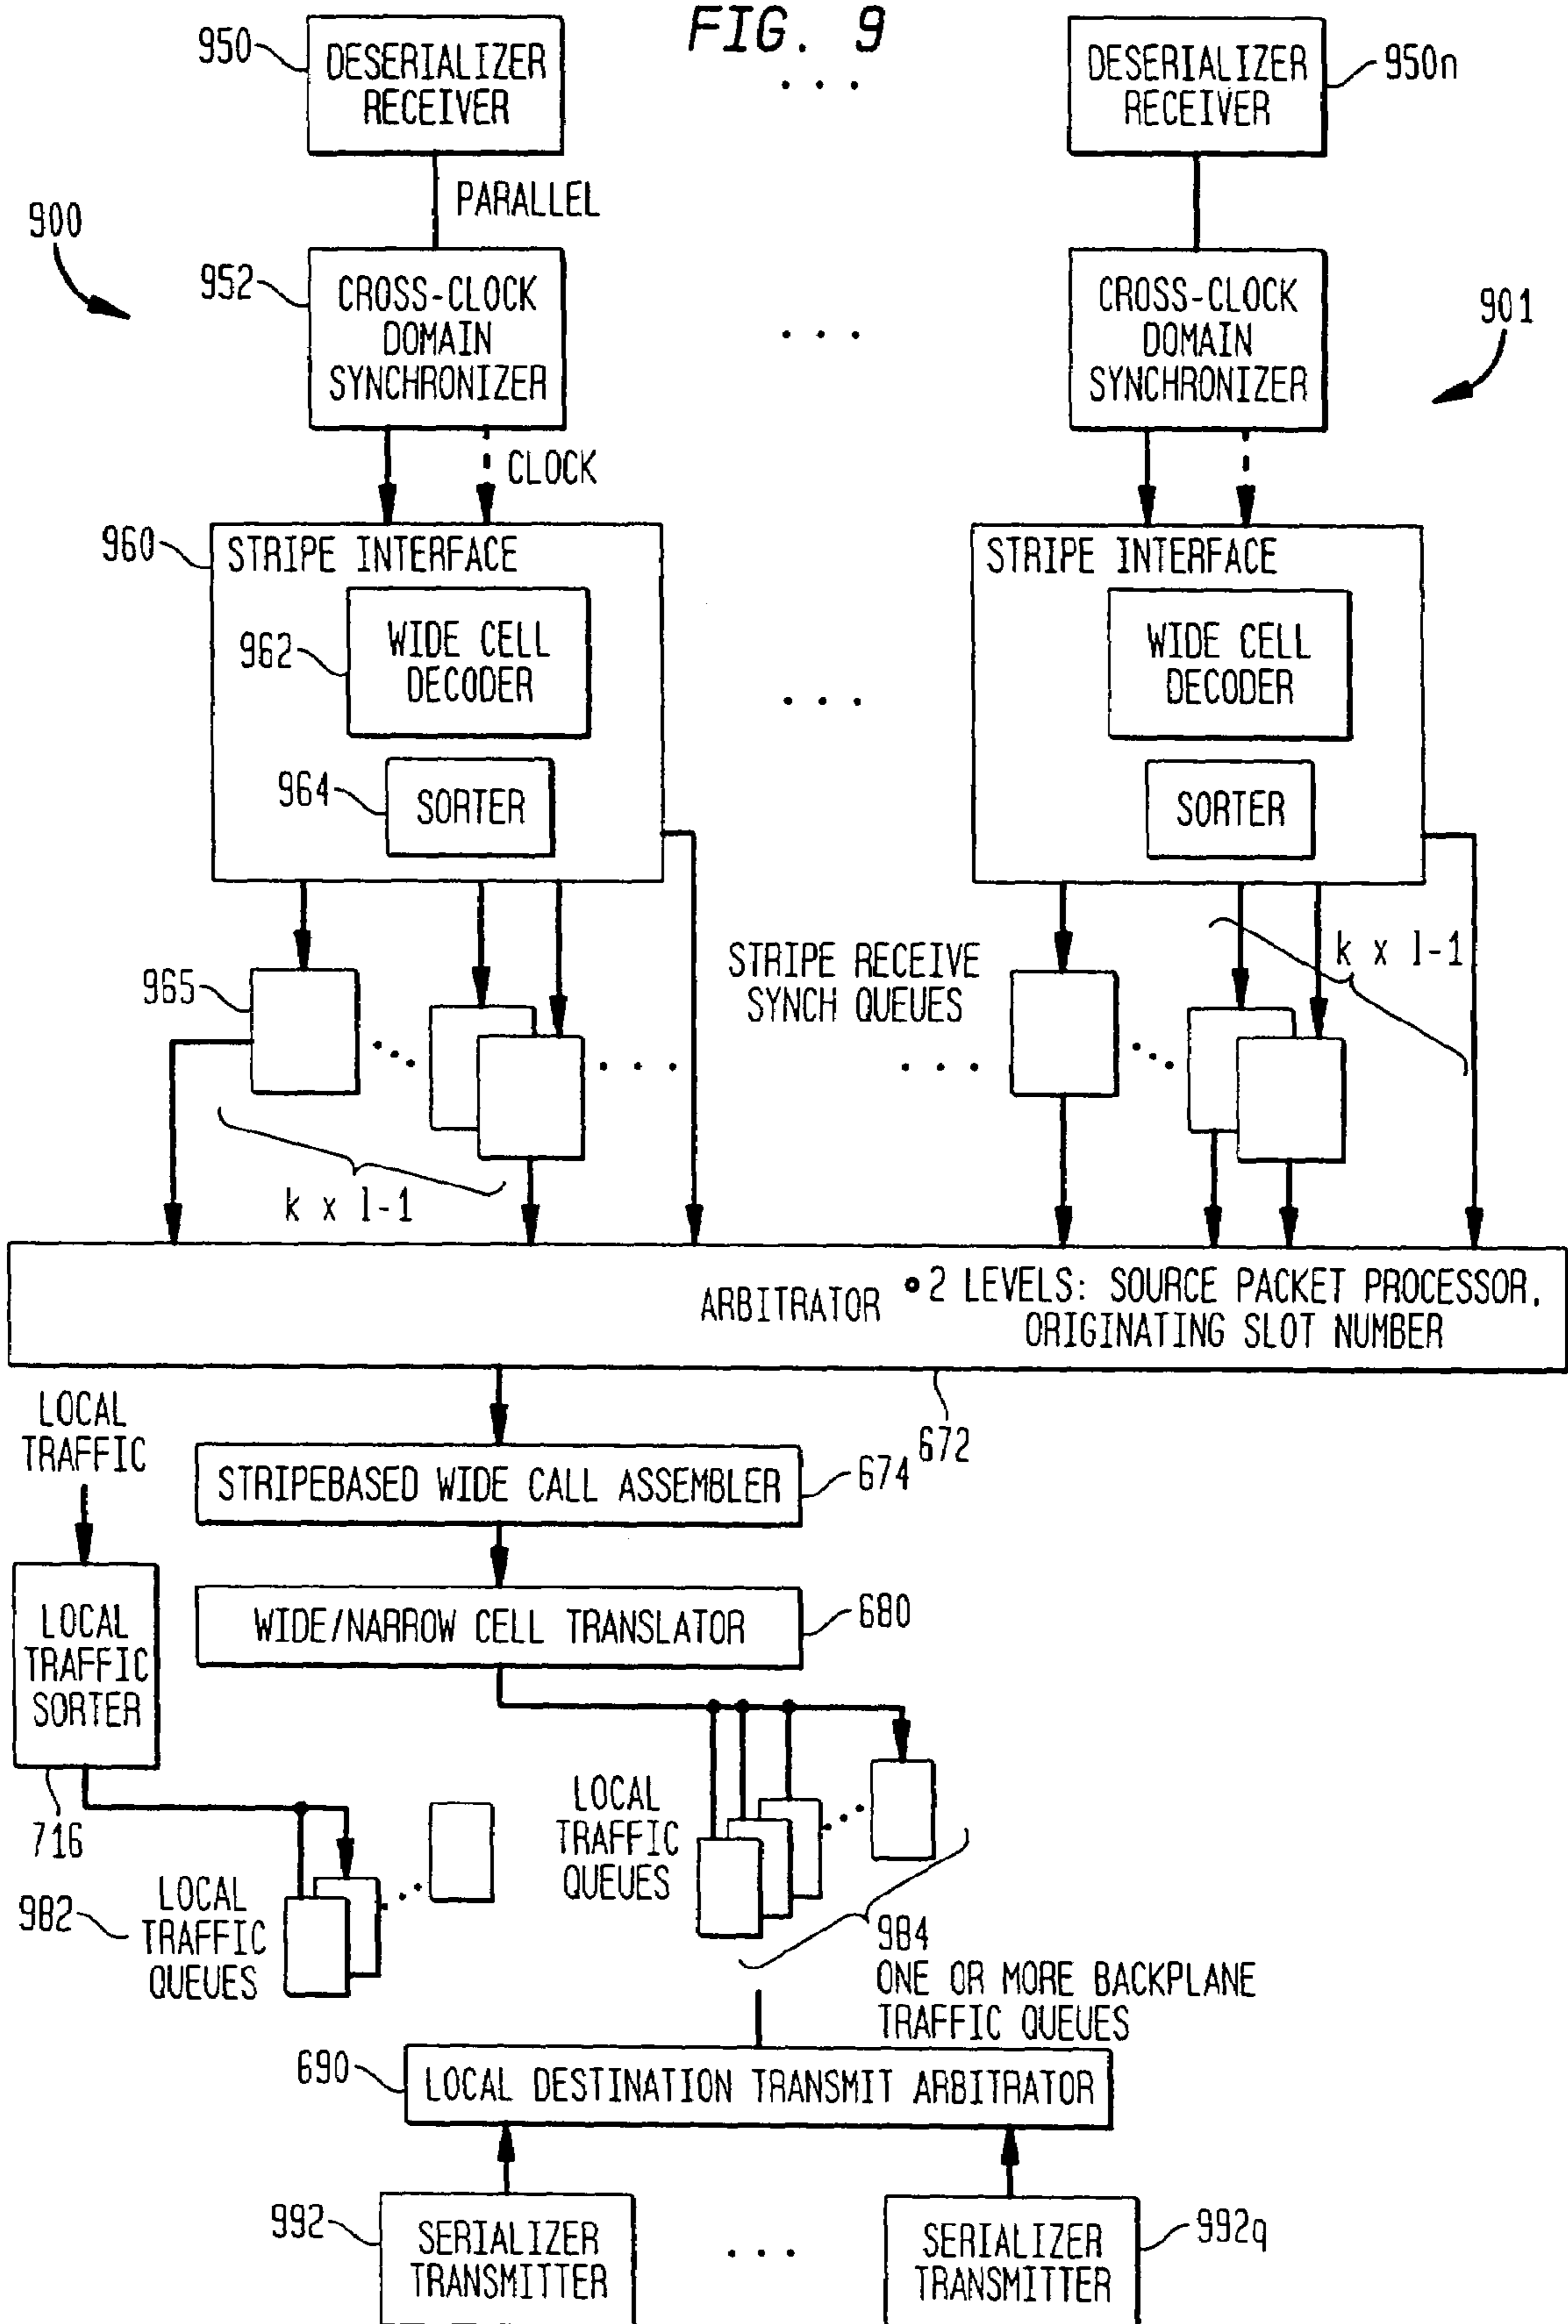 FIG. 9
950
DESERIALIZER
RECEIVER
. . .
DESERIALIZER
RECEIVER
950n
PARALLEL
900
952
CROSS-CLOCK
DOMAIN
SYNCHRONIZER
. . .
CROSS-CLOCK
DOMAIN
SYNCHRONIZER
901
CLOCK
960
STRIPE INTERFACE
STRIPE INTERFACE
962
WIDE CELL
DECODER
. . .
WIDE CELL
DECODER
964
SORTER
SORTER
965
STRIPE RECEIVE
SYNCH QUEUES
k x l-1
k x l-1
ARBITRATOR
•2 LEVELS: SOURCE PACKET PROCESSOR,
ORIGINATING SLOT NUMBER
672
LOCAL
TRAFFIC
STRIPEBASED WIDE CALL ASSEMBLER
674
WIDE/NARROW CELL TRANSLATOR
680
LOCAL
TRAFFIC
SORTER
716
LOCAL
TRAFFIC
QUEUES
982
LOCAL
TRAFFIC
QUEUES
984
ONE OR MORE BACKPLANE
TRAFFIC QUEUES
690
LOCAL DESTINATION TRANSMIT ARBITRATOR
992
SERIALIZER
TRANSMITTER
. . .
SERIALIZER
TRANSMITTER
992q